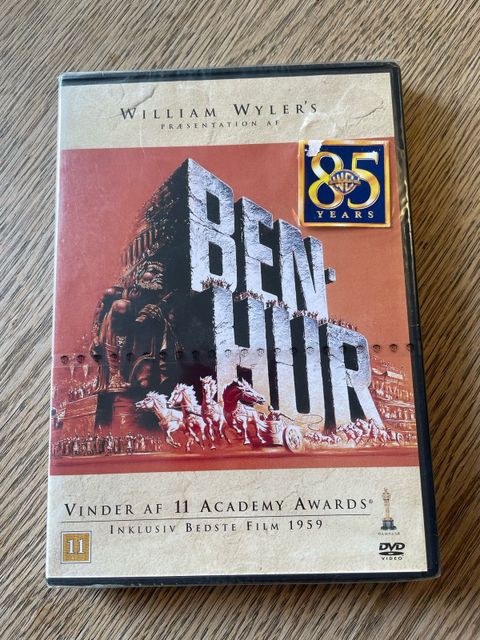 WILLIAM WYLER'S
PRÆSENTATION AF
85
WB
YEARS
BEN-
HUR
VINDER AF 11 ACADEMY AWARDS®
INKLUSIV BEDSTE FILM 1959
11
DVD
VIDEO